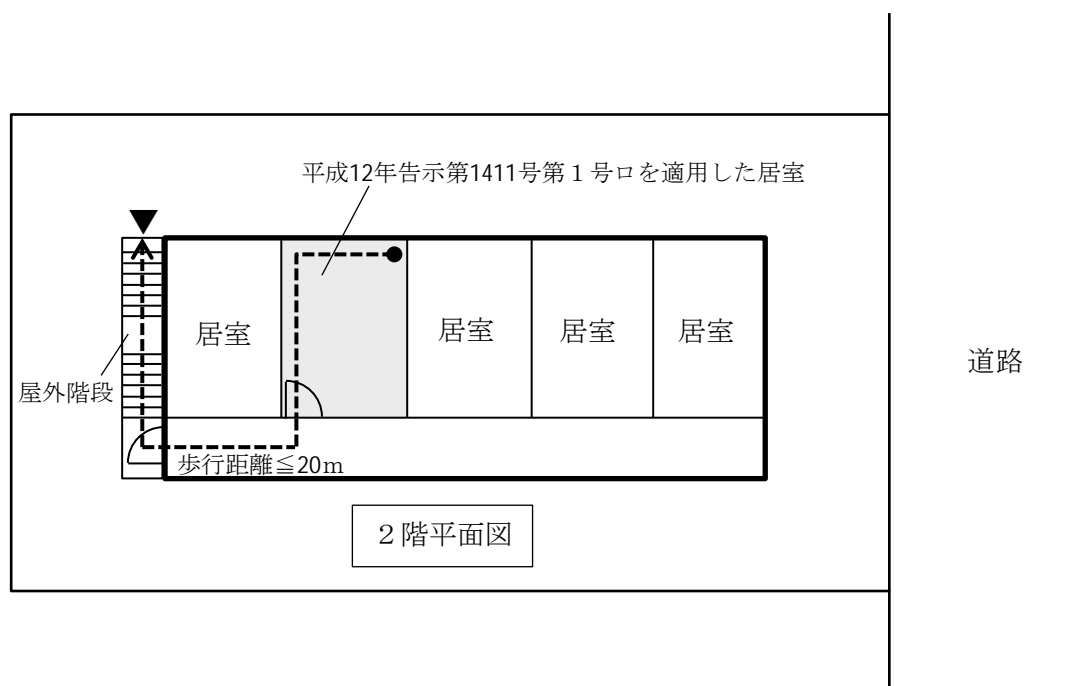 平成12年告示第1411号第１号ロを適用した居室
居室
居室
居室
居室
道路
屋外階段
歩行距離≦20ｍ
２階平面図